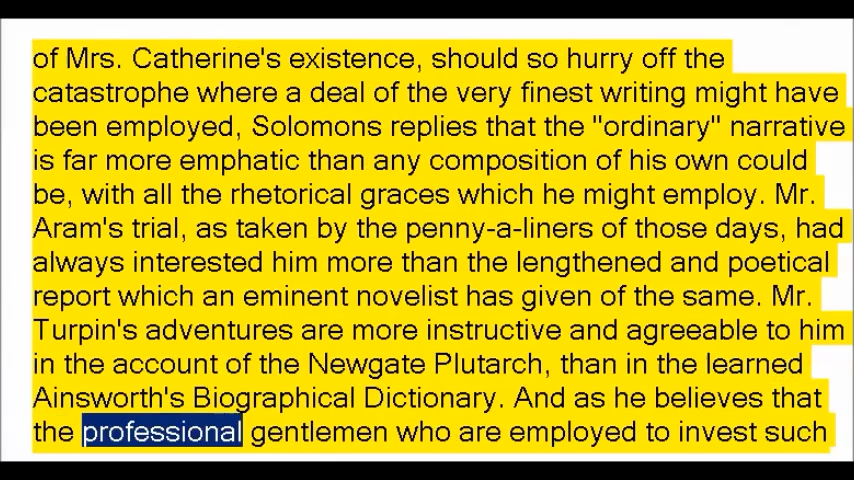 of Mrs. Catherine's existence, should so hurry off the
catastrophe where a deal of the very finest writing might have
been employed, Solomons replies that the "ordinary" narrative
is far more emphatic than any composition of his own could
be, with all the rhetorical graces which he might employ. Mr.
Aram's trial, as taken by the penny-a-liners of those days, had
always interested him more than the lengthened and poetical
report which an eminent novelist has given of the same. Mr.
Turpin's adventures are more instructive and agreeable to him
in the account of the Newgate Plutarch, than in the learned
Ainsworth's Biographical Dictionary. And as he believes that
the professional gentlemen who are employed to invest such